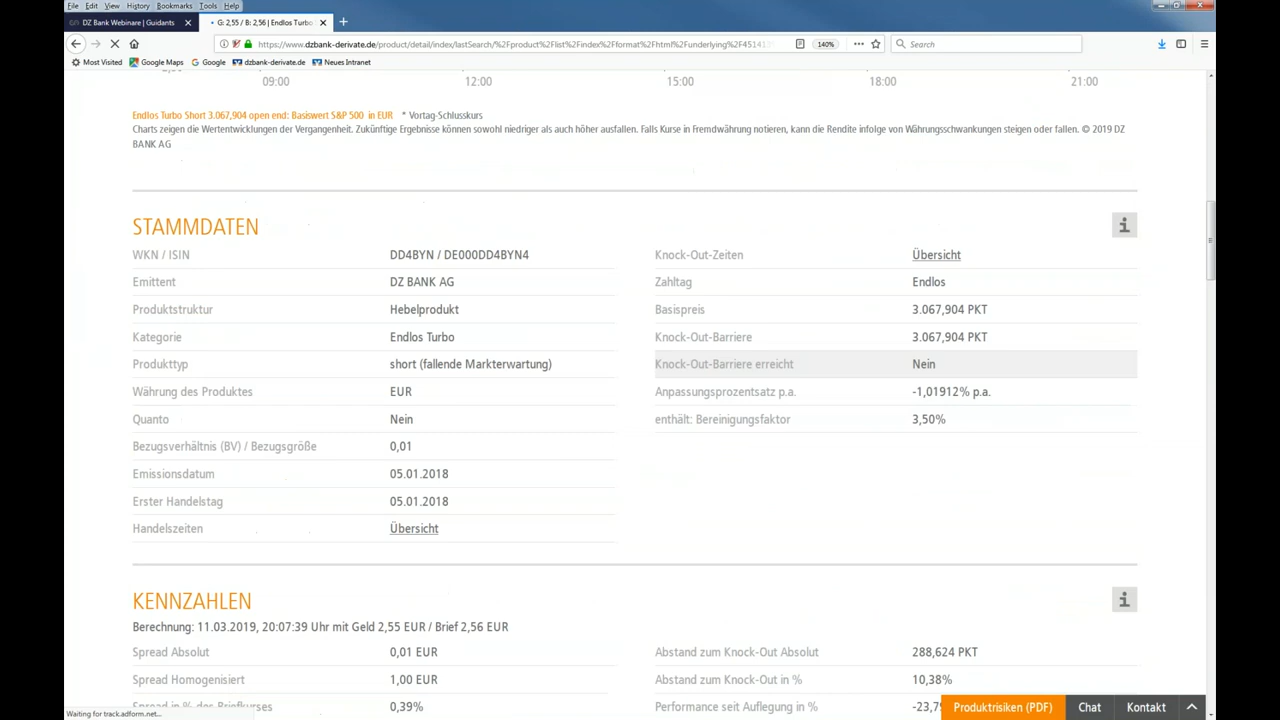 File Edit View History Bookmarks Tools Help
DZ Bank Webinare | Guidants
G: 2,55 / B: 2,56 | Endlos Turbo
https://www.dzbank-derivate.de/product/detail/index/lastSearch/%2Fproduct%2Flist%2Findex%2Fformat%2Fhtml%2Funderlying%2F45141
140%
Search
Most Visited Google Maps Google dzbank-derivate.de Neues Intranet
09:00 12:00 15:00 18:00 21:00
Endlos Turbo Short 3.067,904 open end: Basiswert S&P 500 in EUR * Vortag-Schlusskurs
Charts zeigen die Wertentwicklungen der Vergangenheit. Zukünftige Ergebnisse können sowohl niedriger als auch höher ausfallen. Falls Kurse in Fremdwährung notieren, kann die Rendite infolge von Währungsschwankungen steigen oder fallen. © 2019 DZ
BANK AG
STAMMDATEN
WKN / ISIN DD4BYN / DE000DD4BYN4
Emittent DZ BANK AG
Produktstruktur Hebelprodukt
Kategorie Endlos Turbo
Produkttyp short (fallende Markterwartung)
Währung des Produktes EUR
Quanto Nein
Bezugsverhältnis (BV) / Bezugsgröße 0,01
Emissionsdatum 05.01.2018
Erster Handelstag 05.01.2018
Handelszeiten Übersicht
Knock-Out-Zeiten Übersicht
Zahltag Endlos
Basispreis 3.067,904 PKT
Knock-Out-Barriere 3.067,904 PKT
Knock-Out-Barriere erreicht Nein
Anpassungsprozentsatz p.a. -1,01912% p.a.
enthält: Bereinigungsfaktor 3,50%
KENNZAHLEN
Berechnung: 11.03.2019, 20:07:39 Uhr mit Geld 2,55 EUR / Brief 2,56 EUR
Spread Absolut 0,01 EUR
Spread Homogenisiert 1,00 EUR
Spread in % des Briefkurses 0,39%
Abstand zum Knock-Out Absolut 288,624 PKT
Abstand zum Knock-Out in % 10,38%
Performance seit Auflegung in % -23,7
Produktrisiken (PDF) Chat Kontakt
Waiting for track.adform.net...